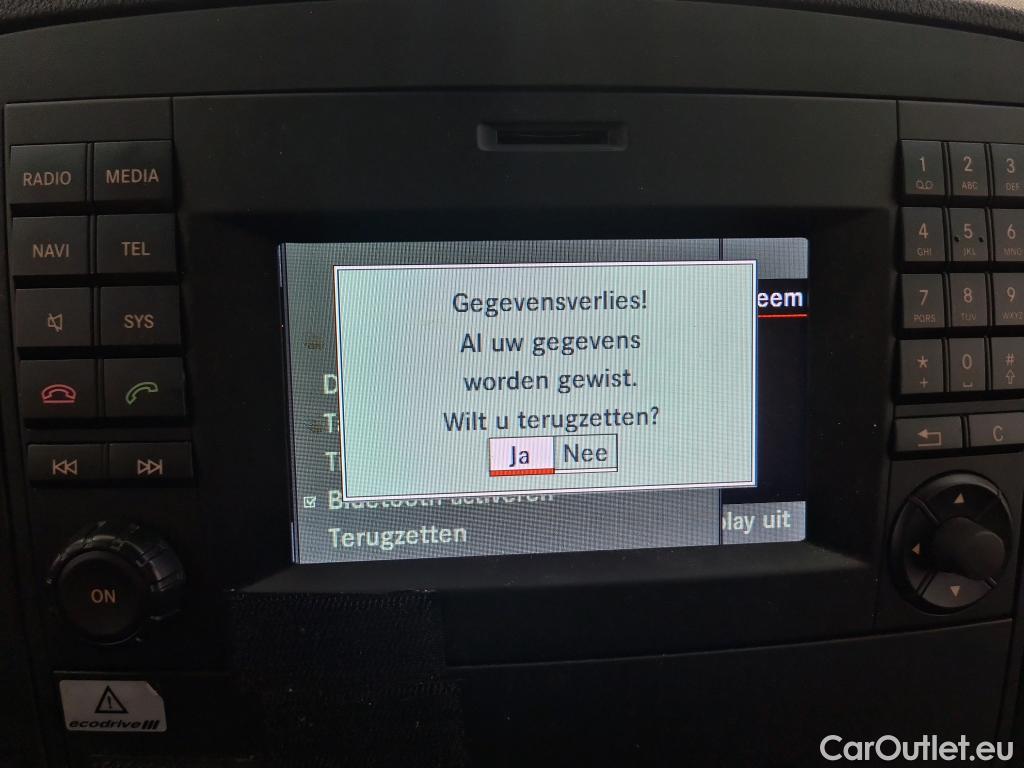 RADIO
MEDIA
NAVI
TEL
SYS
ON
ecodrive
Gegevensverlies!
Al uw gegevens
worden gewist.
Wilt u terugzetten?
Ja
Nee
eem
D
T
T
Bluetooth activeren
Terugzetten
lay uit
1
2 ABC
3 DEF
4 GHI
5 JKL
6 MNO
7 PQRS
8 TUV
9 WXYZ
* +
0
#
C
CarOutlet.eu